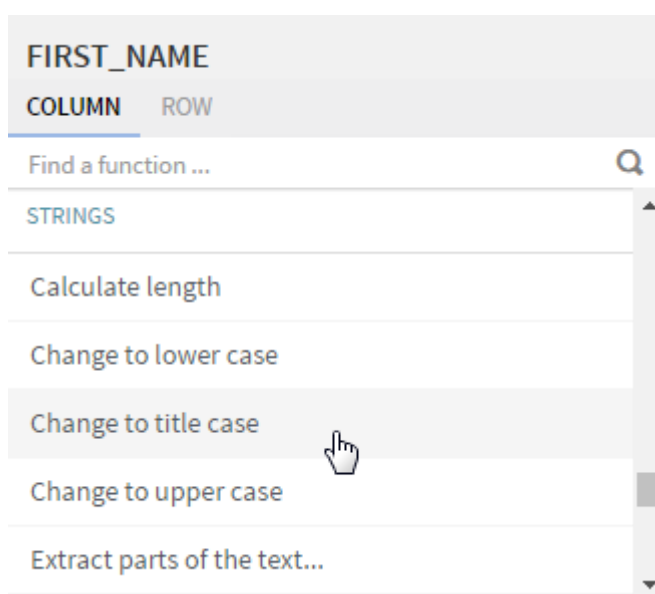 FIRST_NAME
COLUMN ROW
Find a function ...
STRINGS
Calculate length
Change to lower case
Change to title case
Change to upper case
Extract parts of the text...